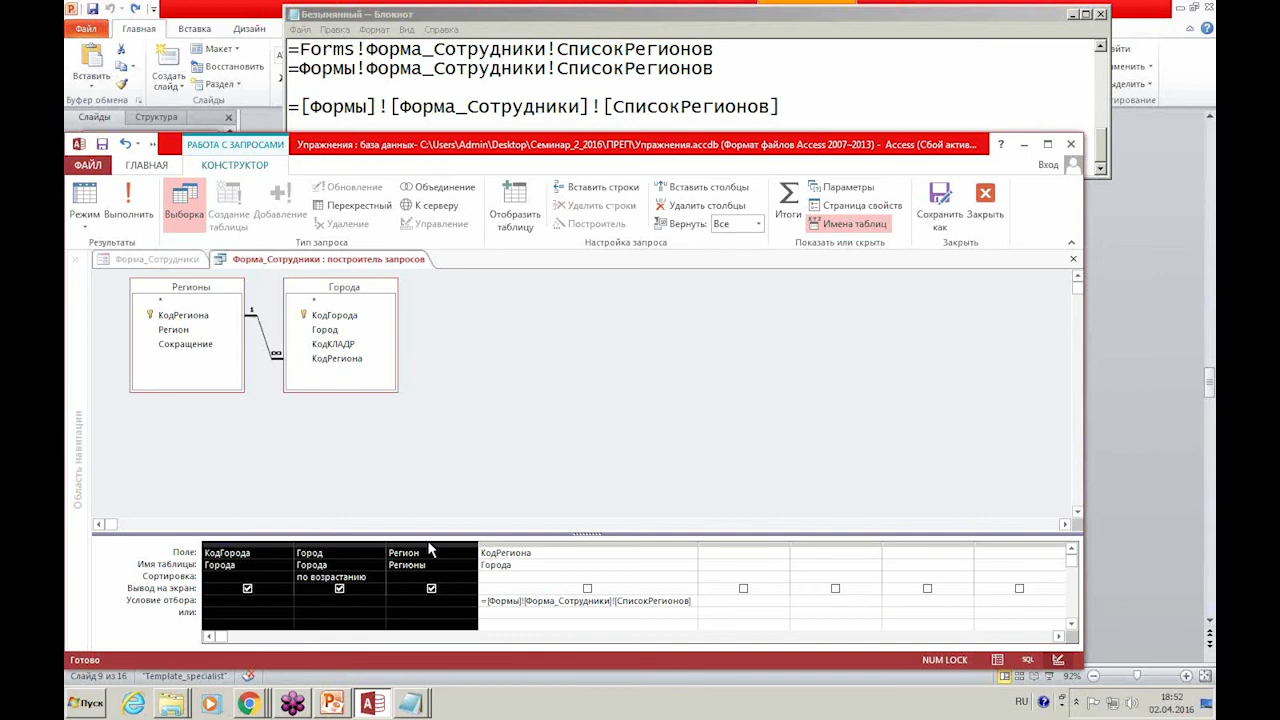 Файл
Главная
Вставка
Дизайн
Вставить
Создать
слайд
Макет
Восстановить
Раздел
Буфер обмена
Слайды
Слайды
Структура
Безымянный — Блокнот
Файл Правка Формат Вид Справка
=Forms!Форма_Сотрудники!СписокРегионов
=Формы!Форма_Сотрудники!СписокРегионов
=[Формы]![Форма_Сотрудники]![СписокРегионов]
РАБОТА С ЗАПРОСАМИ
Упражнения : база данных- C:\Users\Admin\Desktop\Семинар_2_2016\ПРЕП\Упражнения.accdb (Формат файлов Access 2007–2013) - Access (Сбой актив...
ФАЙЛ
ГЛАВНАЯ
КОНСТРУКТОР
Вход
Режим
Выполнить
Результаты
Выборка
Создание
таблицы
Добавление
Обновление
Перекрестный
Удаление
Объединение
К серверу
Управление
Тип запроса
Отобразить
таблицу
Вставить строки
Удалить строки
Построитель
Вставить столбцы
Удалить столбцы
Вернуть: Все
Настройка запроса
Итоги
Параметры
Страница свойств
Имена таблиц
Показать или скрыть
Сохранить
как
Закрыть
Закрыть
Форма_Сотрудники
Форма_Сотрудники : построитель запросов
Область навигации
Регионы
*
КодРегиона
Регион
Сокращение
1
∞
Города
*
КодГорода
Город
КодКЛАДР
КодРегиона
Поле: КодГорода Город Регион КодРегиона
Имя таблицы: Города Города Регионы Города
Сортировка: по возрастанию
Вывод на экран:
Условие отбора: =[Формы]![Форма_Сотрудники]![СписокРегионов]
или:
Готово
NUM LOCK
SQL
Слайд 9 из 16
"Template_specialist"
92%
Пуск
RU
18:52
02.04.2016